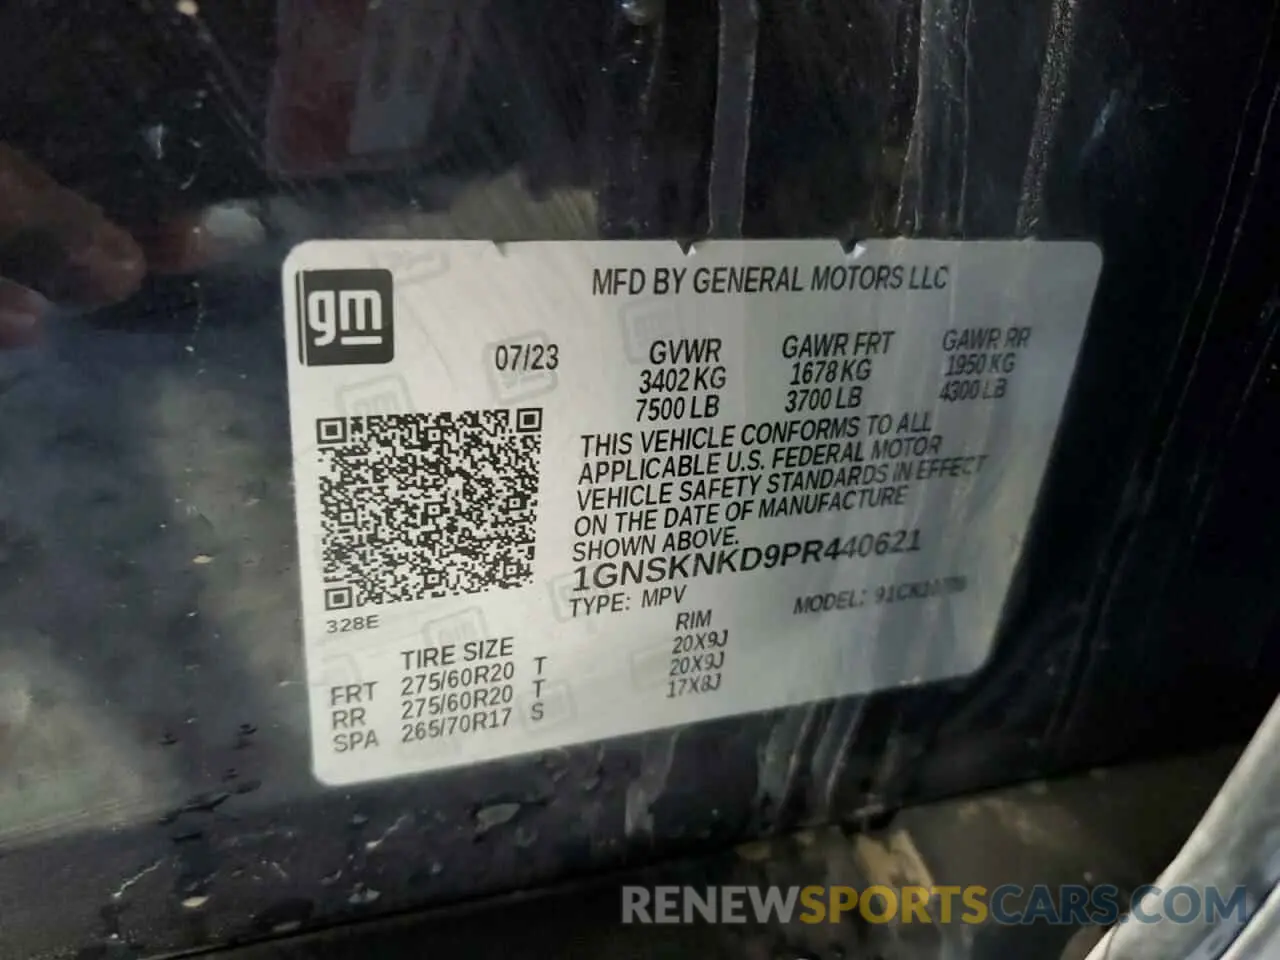 gm
MFD BY GENERAL MOTORS LLC
07/23
GVWR GAWR FRT GAWR RR
3402 KG 1678 KG 1950 KG
7500 LB 3700 LB 4300 LB
THIS VEHICLE CONFORMS TO ALL
APPLICABLE U.S. FEDERAL MOTOR
VEHICLE SAFETY STANDARDS IN EFFECT
ON THE DATE OF MANUFACTURE
SHOWN ABOVE.
1GNSKNKD9PR440621
TYPE: MPV MODEL:
328E
TIRE SIZE RIM
FRT 275/60R20 T 20X9J
RR 275/60R20 T 20X9J
SPA 265/70R17 S 17X8J
RENEWSPORTSCARS.COM